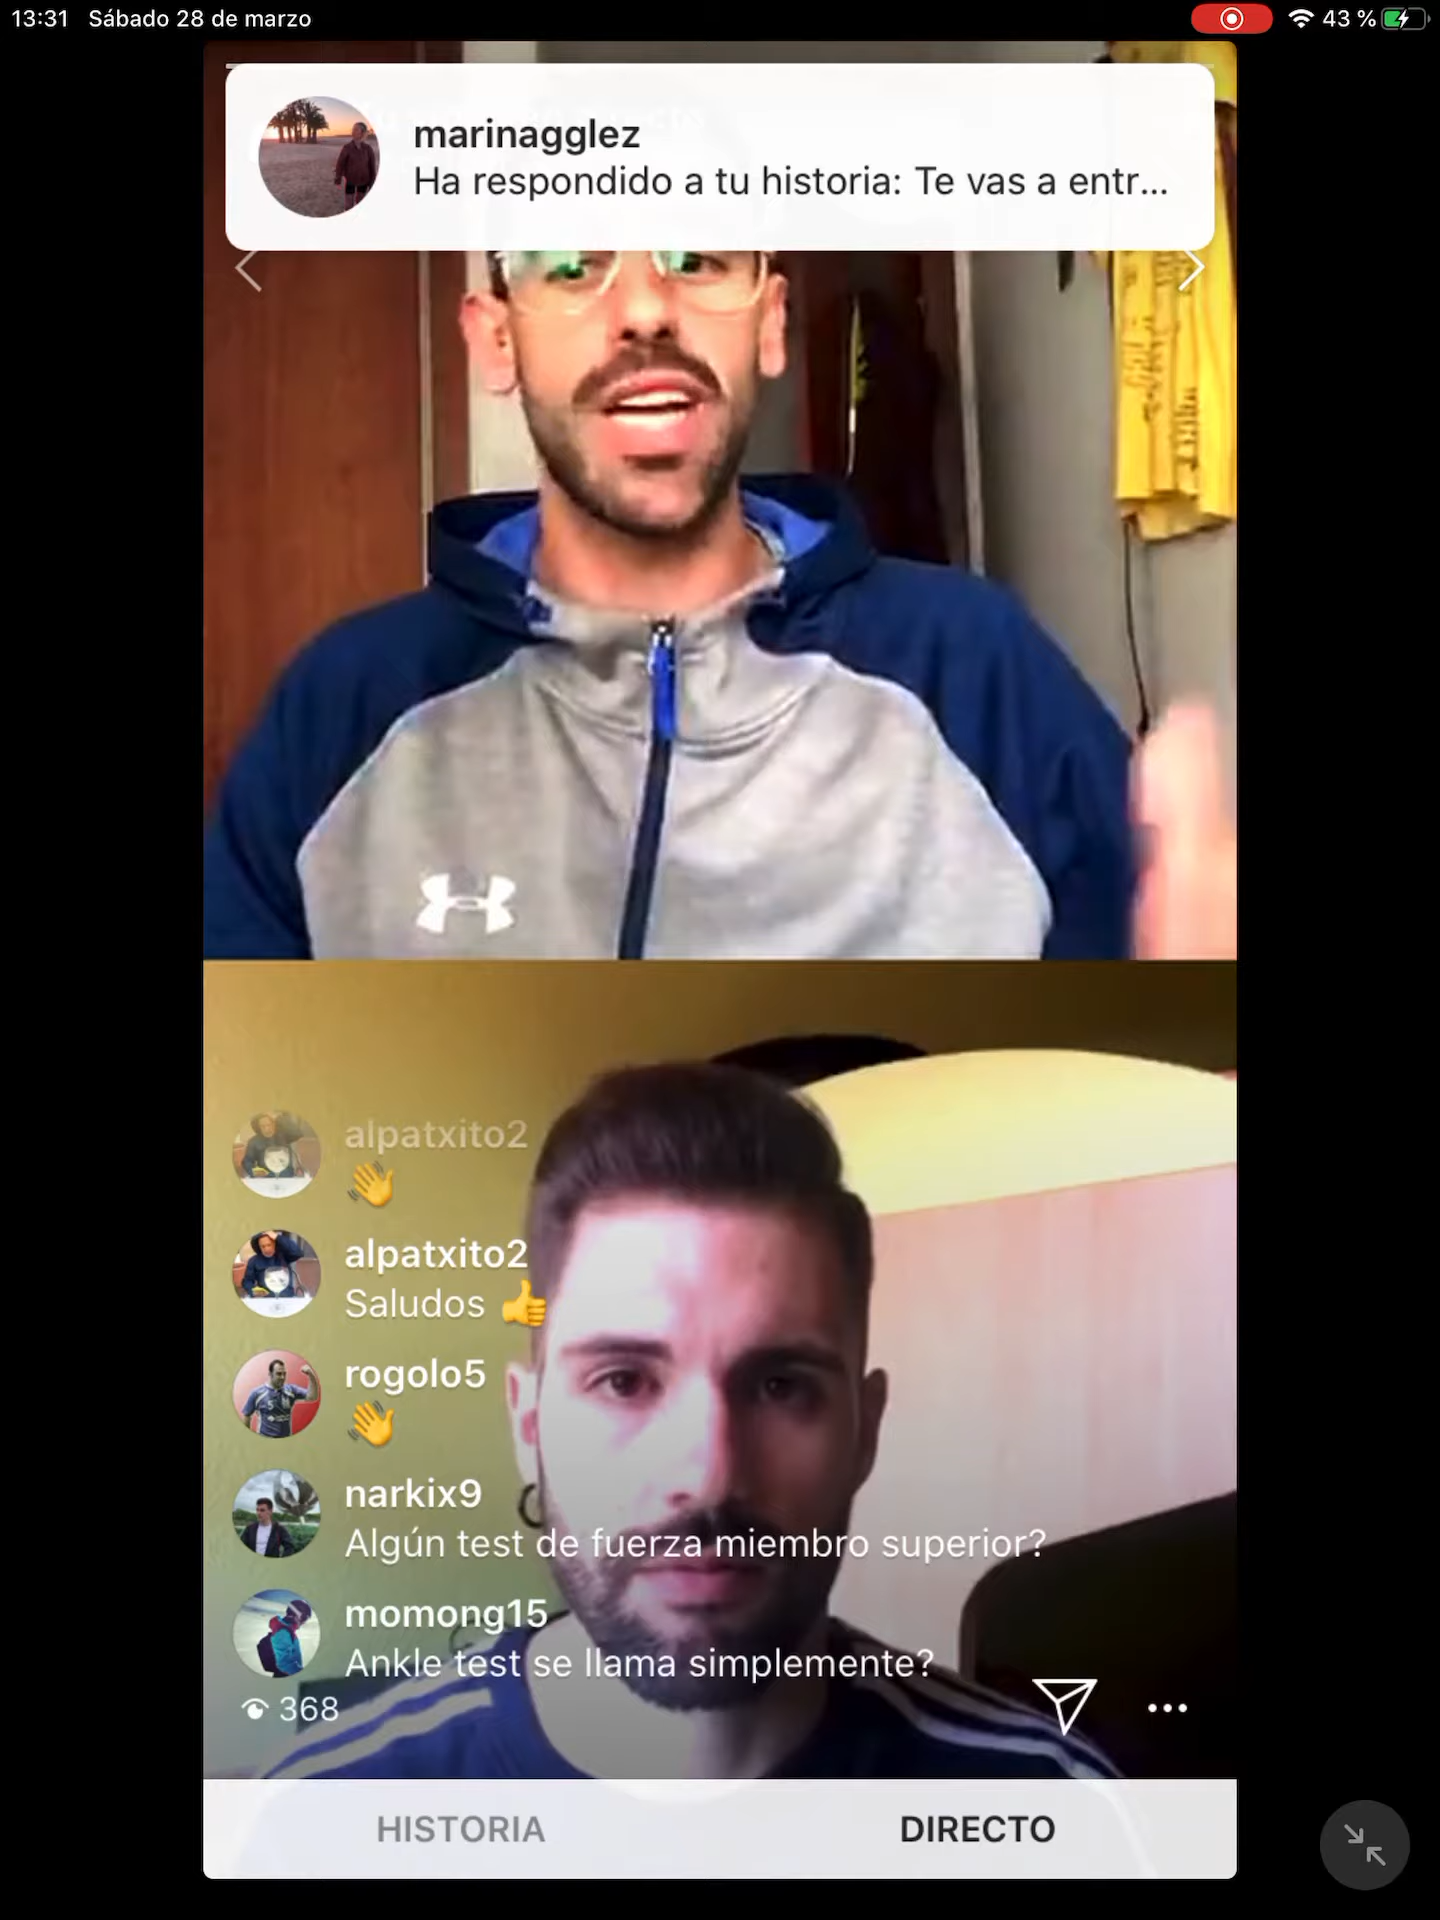 13:31 Sábado 28 de marzo
43 %
marinagglez
Ha respondido a tu historia: Te vas a entr...
alpatxito2
👋
alpatxito2
Saludos 👍
rogolo5
👋
narkix9
Algún test de fuerza miembro superior?
momong15
Ankle test se llama simplemente?
368
HISTORIA
DIRECTO